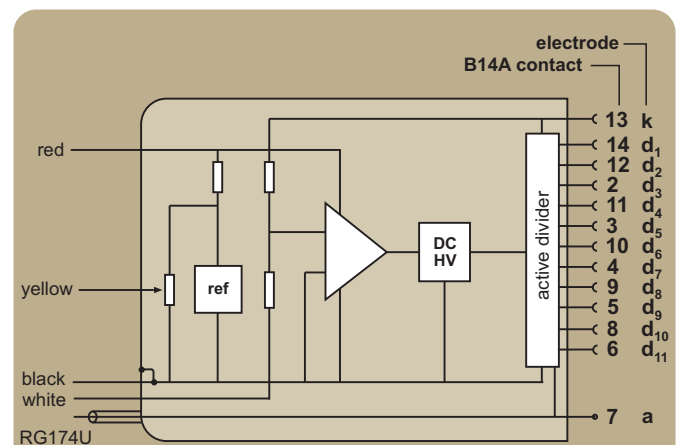 electrode
B14A contact
13 k
red
14 d₁
12 d₂
2 d₃
11 d₄
3 d₅
10 d₆
4 d₇
9 d₈
5 d₉
8 d₁₀
6 d₁₁
active divider
DC
HV
ref
yellow
black
white
7 a
RG174U